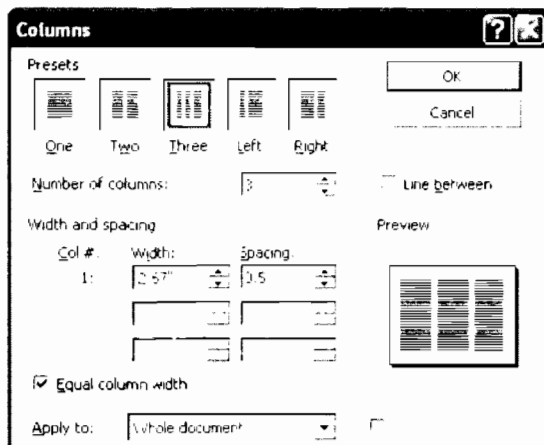 Columns
Presets
OK
Cancel
One Two Three Left Right
Number of columns: 3 Line between
Width and spacing Preview
Col #: Width: Spacing:
1: 2.67" 0.5
Equal column width
Apply to: Whole document